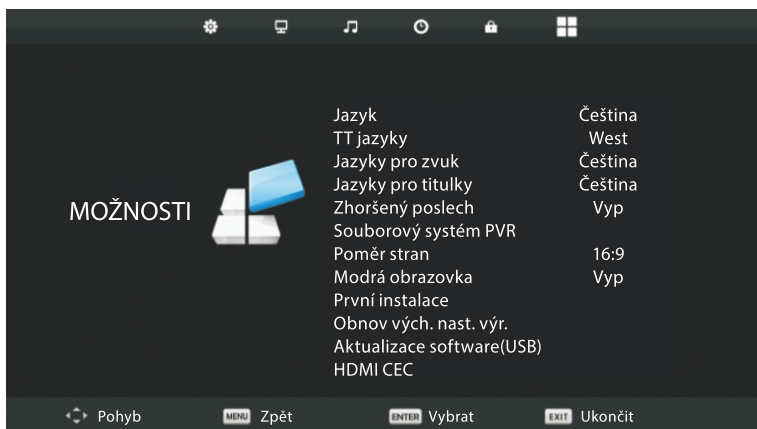 MOŽNOSTI
Jazyk Čeština
TT jazyky West
Jazyky pro zvuk Čeština
Jazyky pro titulky Čeština
Zhoršený poslech Vyp
Souborový systém PVR
Poměr stran 16:9
Modrá obrazovka Vyp
První instalace
Obnov vých. nast. výr.
Aktualizace software(USB)
HDMI CEC
Pohyb MENU Zpět ENTER Vybrat EXIT Ukončit